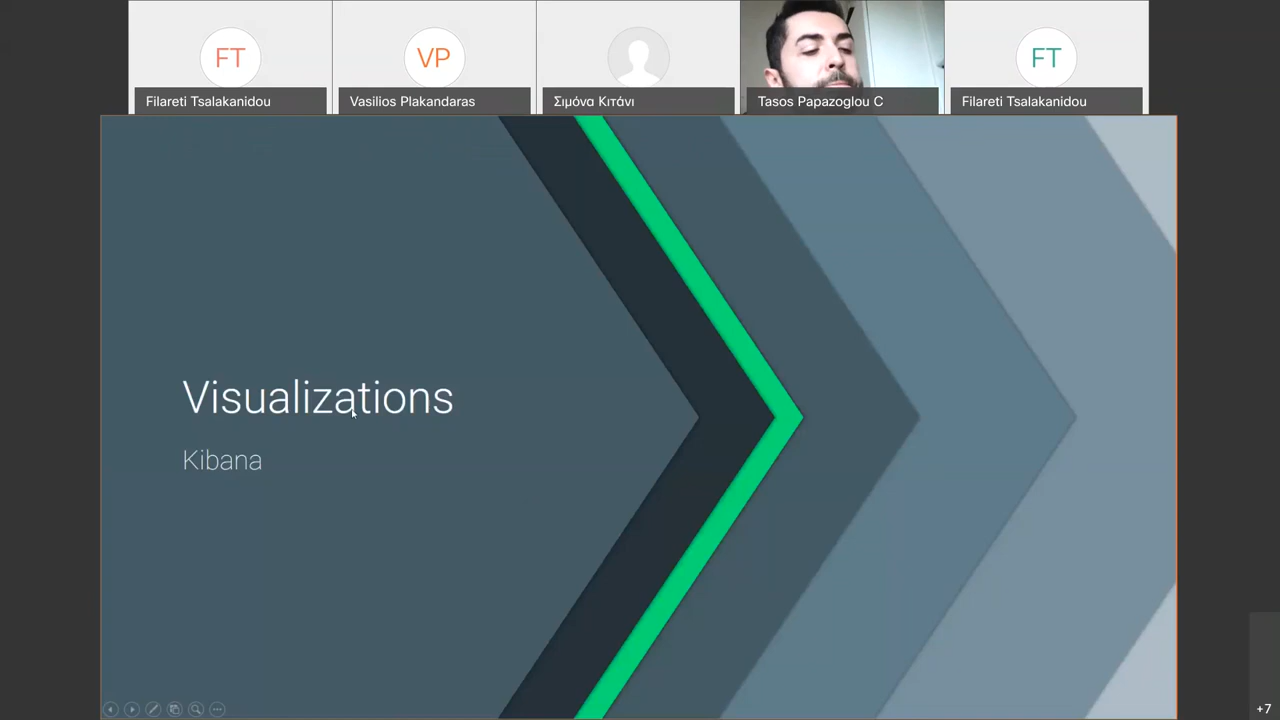 FT
Filareti Tsalakanidou
VP
Vasilios Plakandaras
Σιμόνα Κιτάνι
Tasos Papazoglou C
FT
Filareti Tsalakanidou
Visualizations
Kibana
+7